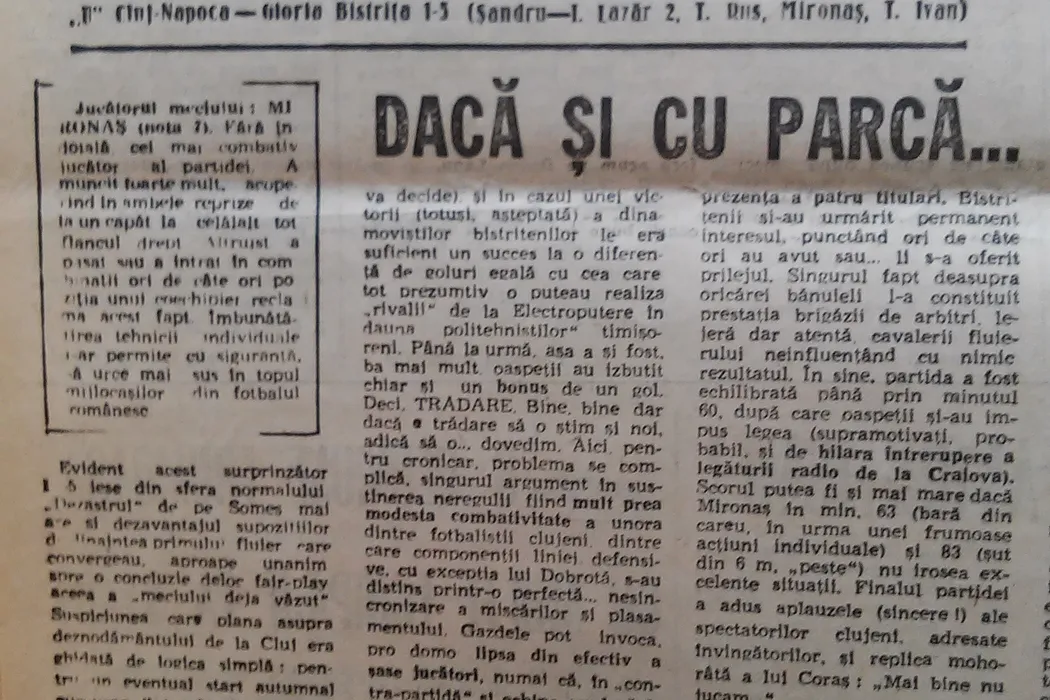 „U” Cluj-Napoca — Gloria Bistrița 1-5 (Șandru—I. Lazăr 2, T. Rus, Mironaș, T. Ivan)
DACĂ ȘI CU PARCĂ...
Jucătorul meciului: MI
RONAȘ (nota 7). Fără în
doială, cel mai combativ
jucător al partidei. A
muncit foarte mult, acope
rind în ambele reprize de
la un capăt la celălalt tot
flancul drept Altruist a
pasat sau a intrat în com
binații ori de câte ori po
ziția unui coechipier recla
ma acest fapt. Îmbunătă-
țirea tehnicii individuale
i-ar permite cu siguranță,
să urce mai sus în topul
mijlocașilor din fotbalul
românesc
Evident acest surprinzător
1 5 iese din sfera normalului
„Dezastrul” de pe Someș mai
are și dezavantajul supozițiilor
dinaintea primului fluier care
convergeau, aproape unanim
spre o concluzie deloc fair-play
aceea a „meciului deja văzut”
Suspiciunea care plana asupra
deznodământului de la Cluj era
ghidată de logica simplă: pen-
tru un eventual start autumnal
va decide) și în cazul unei vic-
torii (totuși, așteptată) a dina-
moviștilor bistrițenilor le era
suficient un succes la o diferen-
ță de goluri egală cu cea care
tot prezumtiv o puteau realiza
„rivalii” de la Electroputere în
dauna politehniștilor” timișo-
reni. Până la urmă, așa a și fost,
ba mai mult, oaspeții au izbutit
chiar și un bonus de un gol.
Deci, TRĂDARE. Bine, bine dar
dacă e trădare să o știm și noi,
adică să o... dovedim. Aici, pen-
tru cronicar, problema se com-
plică, singurul argument în sus-
ținerea neregulii fiind mult prea
modesta combativitate a unora
dintre fotbaliștii clujeni, dintre
care componenții liniei defensi-
ve, cu excepția lui Dobrotă, s-au
distins printr-o perfectă... nesin-
cronizare a mișcărilor și plasa-
mentului. Gazdele pot invoca,
pro domo lipsa din efectiv a
șase jucători, numai că, în „con-
tra-partidă” și
prezența a patru titulari. Bistri-
țenii și-au urmărit permanent
interesul, punctând ori de câte
ori au avut sau... li s-a oferit
prilejul. Singurul fapt deasupra
oricărei bănuieli l-a constituit
prestația brigăzii de arbitri, le-
jeră dar atentă, cavalerii fluie-
rului neinfluențând cu nimic
rezultatul. În sine, partida a fost
echilibrată până prin minutul
60, după care oaspeții și-au im-
pus legea (supramotivați, pro-
babil, și de hilara întrerupere a
legăturii radio de la Craiova).
Scorul putea fi și mai mare dacă
Mironaș în min. 63 (bară din
careu, în urma unei frumoase
acțiuni individuale) și 83 (șut
din 6 m, „peste”) nu irosea ex-
celente situații. Finalul partidei
a adus aplauzele (sincere!) ale
spectatorilor clujeni, adresate
învingătorilor, și replica moho-
râtă a lui Coraș: „Mai bine nu
jucam.”